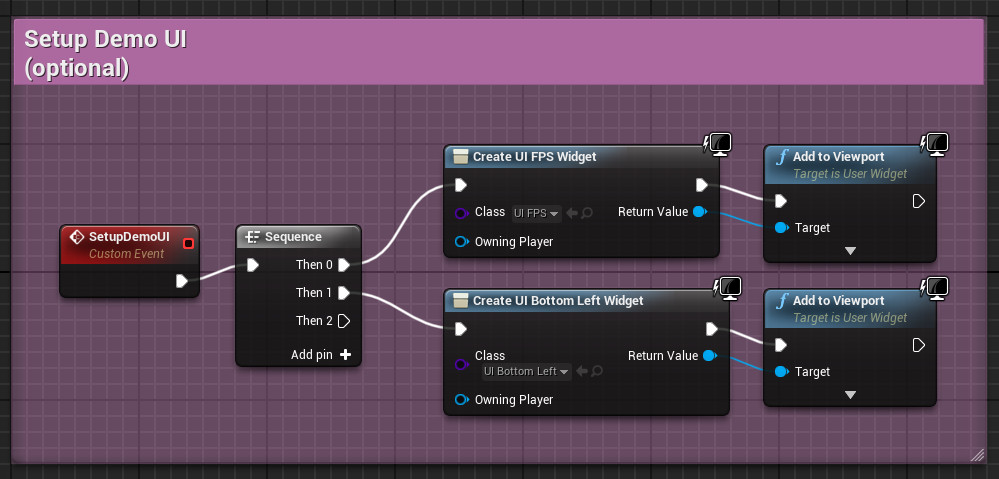 Setup Demo UI
(optional)
SetupDemoUI
Custom Event
Sequence
Then 0
Then 1
Then 2
Add pin
Create UI FPS Widget
Class
UI FPS
Return Value
Owning Player
Add to Viewport
Target is User Widget
Target
Create UI Bottom Left Widget
Class
UI Bottom Left
Return Value
Owning Player
Add to Viewport
Target is User Widget
Target